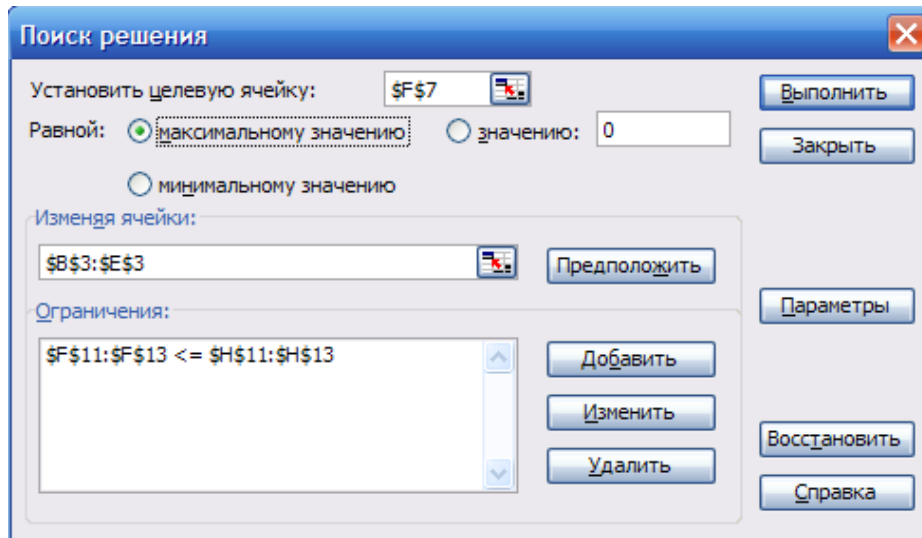 Поиск решения
Установить целевую ячейку: $F$7
Выполнить
Равной: максимальному значению значению: 0
Закрыть
минимальному значению
Изменяя ячейки:
$B$3:$E$3 Предположить
Параметры
Ограничения:
$F$11:$F$13 <= $H$11:$H$13
Добавить
Изменить
Удалить
Восстановить
Справка